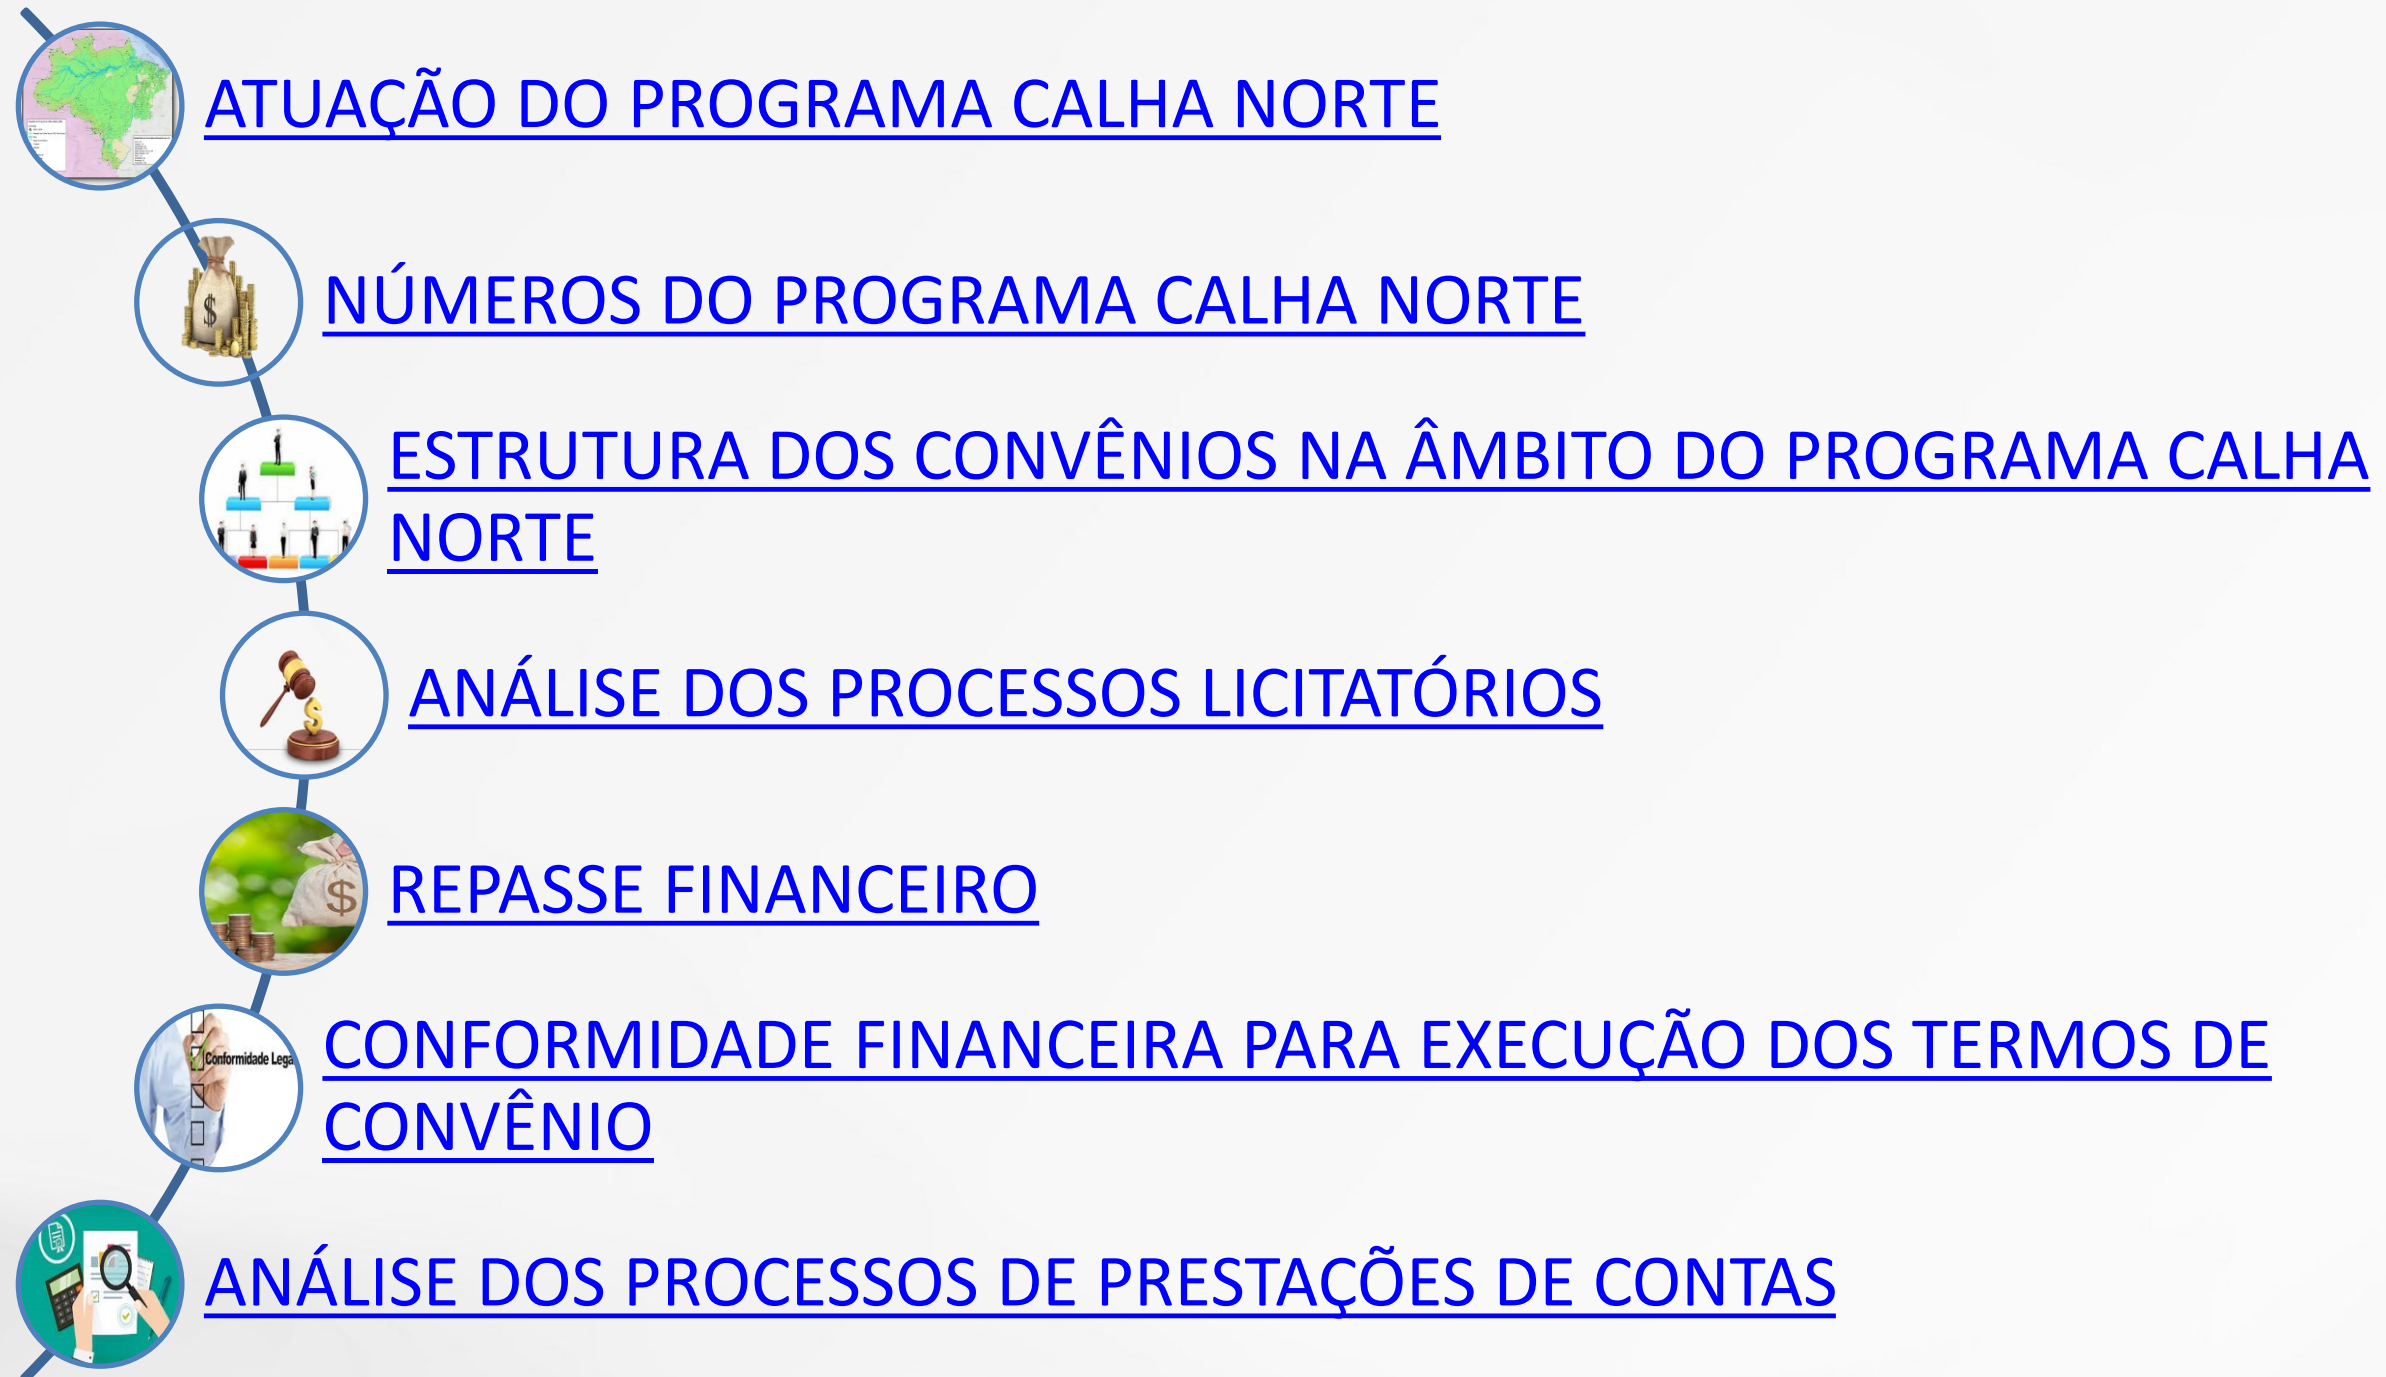 ATUAÇÃO DO PROGRAMA CALHA NORTE
$
NÚMEROS DO PROGRAMA CALHA NORTE
ESTRUTURA DOS CONVÊNIOS NA ÂMBITO DO PROGRAMA CALHA
NORTE
ANÁLISE DOS PROCESSOS LICITATÓRIOS
$
REPASSE FINANCEIRO
Conformidade Lega
CONFORMIDADE FINANCEIRA PARA EXECUÇÃO DOS TERMOS DE
CONVÊNIO
ANÁLISE DOS PROCESSOS DE PRESTAÇÕES DE CONTAS